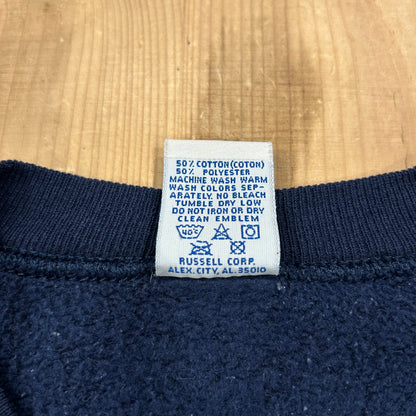 50% COTTON (COTON)
50% POLYESTER
MACHINE WASH WARM
WASH COLORS SEP-
ARATELY. NO BLEACH
TUMBLE DRY LOW
DO NOT IRON OR DRY
CLEAN EMBLEM
40°
RUSSELL CORP.
ALEX. CITY, AL. 35010